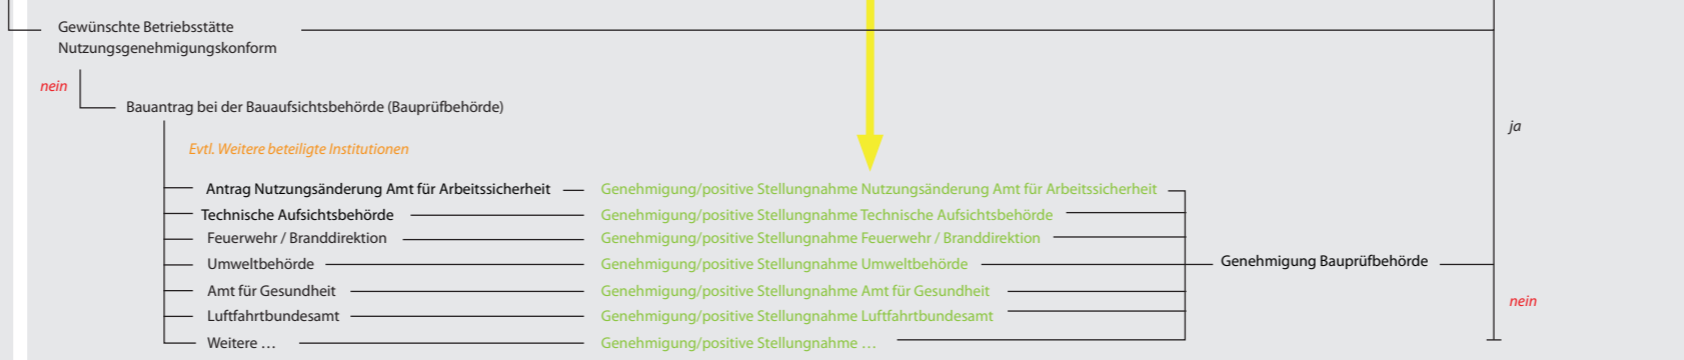 Gewünschte Betriebsstätte
Nutzungsgenehmigungskonform
nein
Bauantrag bei der Bauaufsichtsbehörde (Bauprüfbehörde)
ja
Evtl. Weitere beteiligte Institutionen
Antrag Nutzungsänderung Amt für Arbeitssicherheit
Genehmigung/positive Stellungnahme Nutzungsänderung Amt für Arbeitssicherheit
Technische Aufsichtsbehörde
Genehmigung/positive Stellungnahme Technische Aufsichtsbehörde
Feuerwehr / Branddirektion
Genehmigung/positive Stellungnahme Feuerwehr / Branddirektion
Umweltbehörde
Genehmigung/positive Stellungnahme Umweltbehörde
Genehmigung Bauprüfbehörde
Amt für Gesundheit
Genehmigung/positive Stellungnahme Amt für Gesundheit
nein
Luftfahrtbundesamt
Genehmigung/positive Stellungnahme Luftfahrtbundesamt
Weitere …
Genehmigung/positive Stellungnahme …